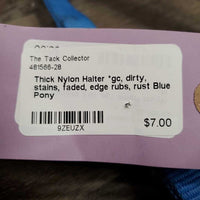 The Tack Collector
481586-28
Thick Nylon Halter *gc, dirty,
stains, faded, edge rubs, rust Blue
Pony
9ZEUZX
$7.00